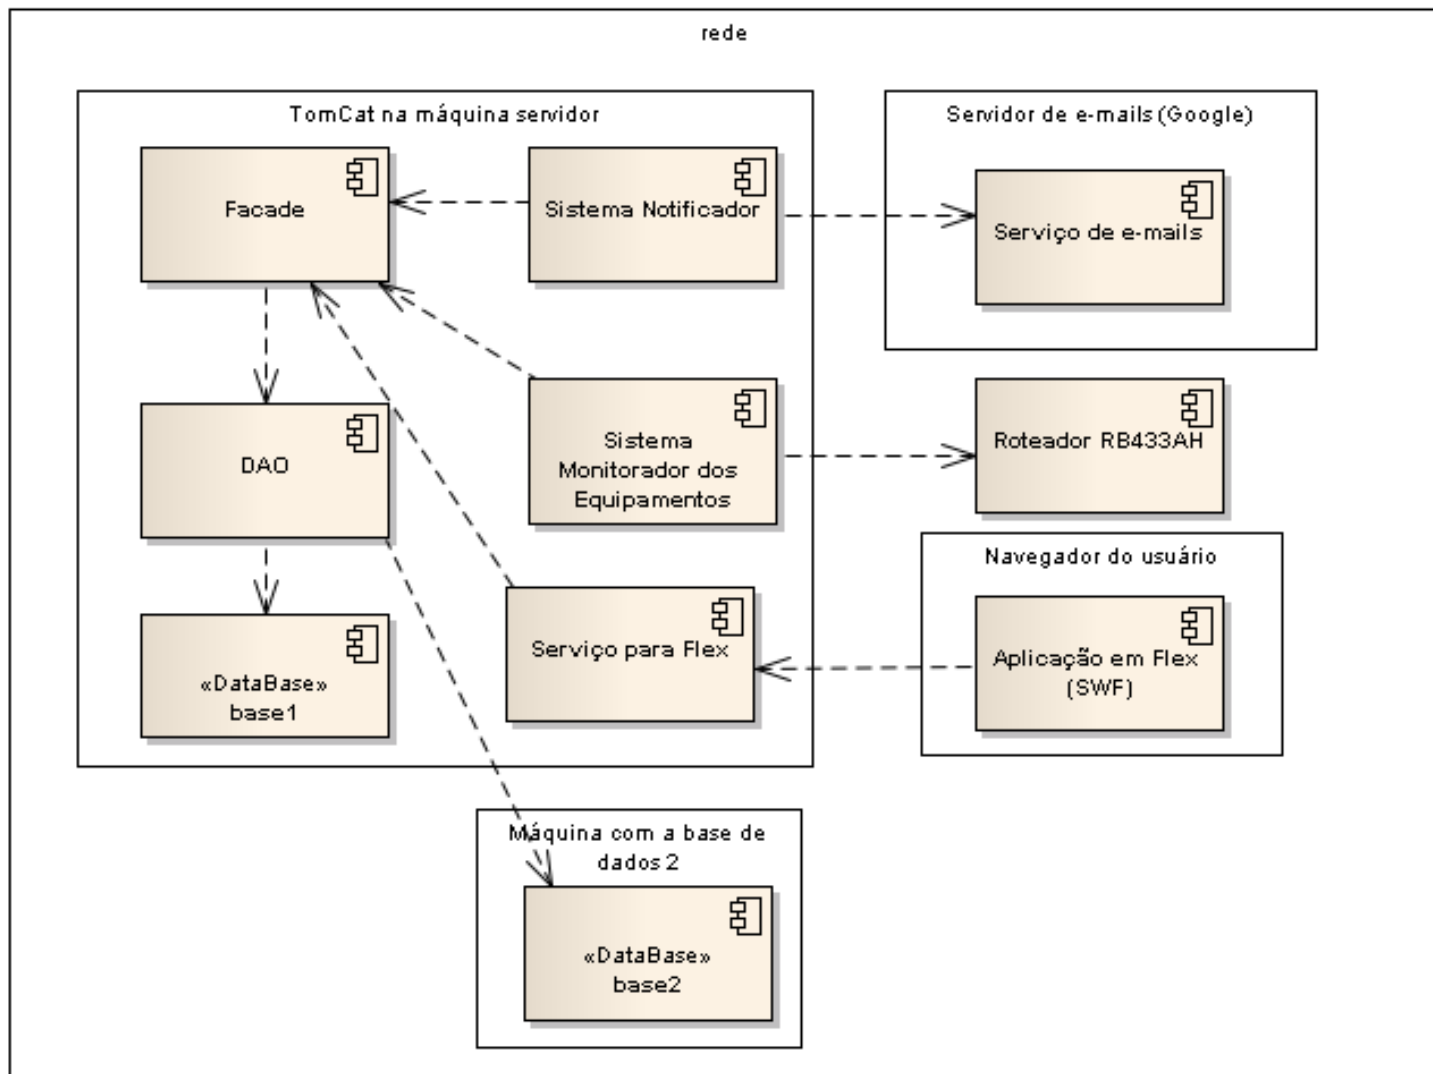 rede
TomCat na máquina servidor
Servidor de e-mails (Google)
Facade
Sistema Notificador
Serviço de e-mails
DAO
Sistema
Monitorador dos
Equipamentos
Roteador RB433AH
Navegador do usuário
«DataBase»
base1
Serviço para Flex
Aplicação em Flex
(SWF)
Máquina com a base de
dados 2
«DataBase»
base2